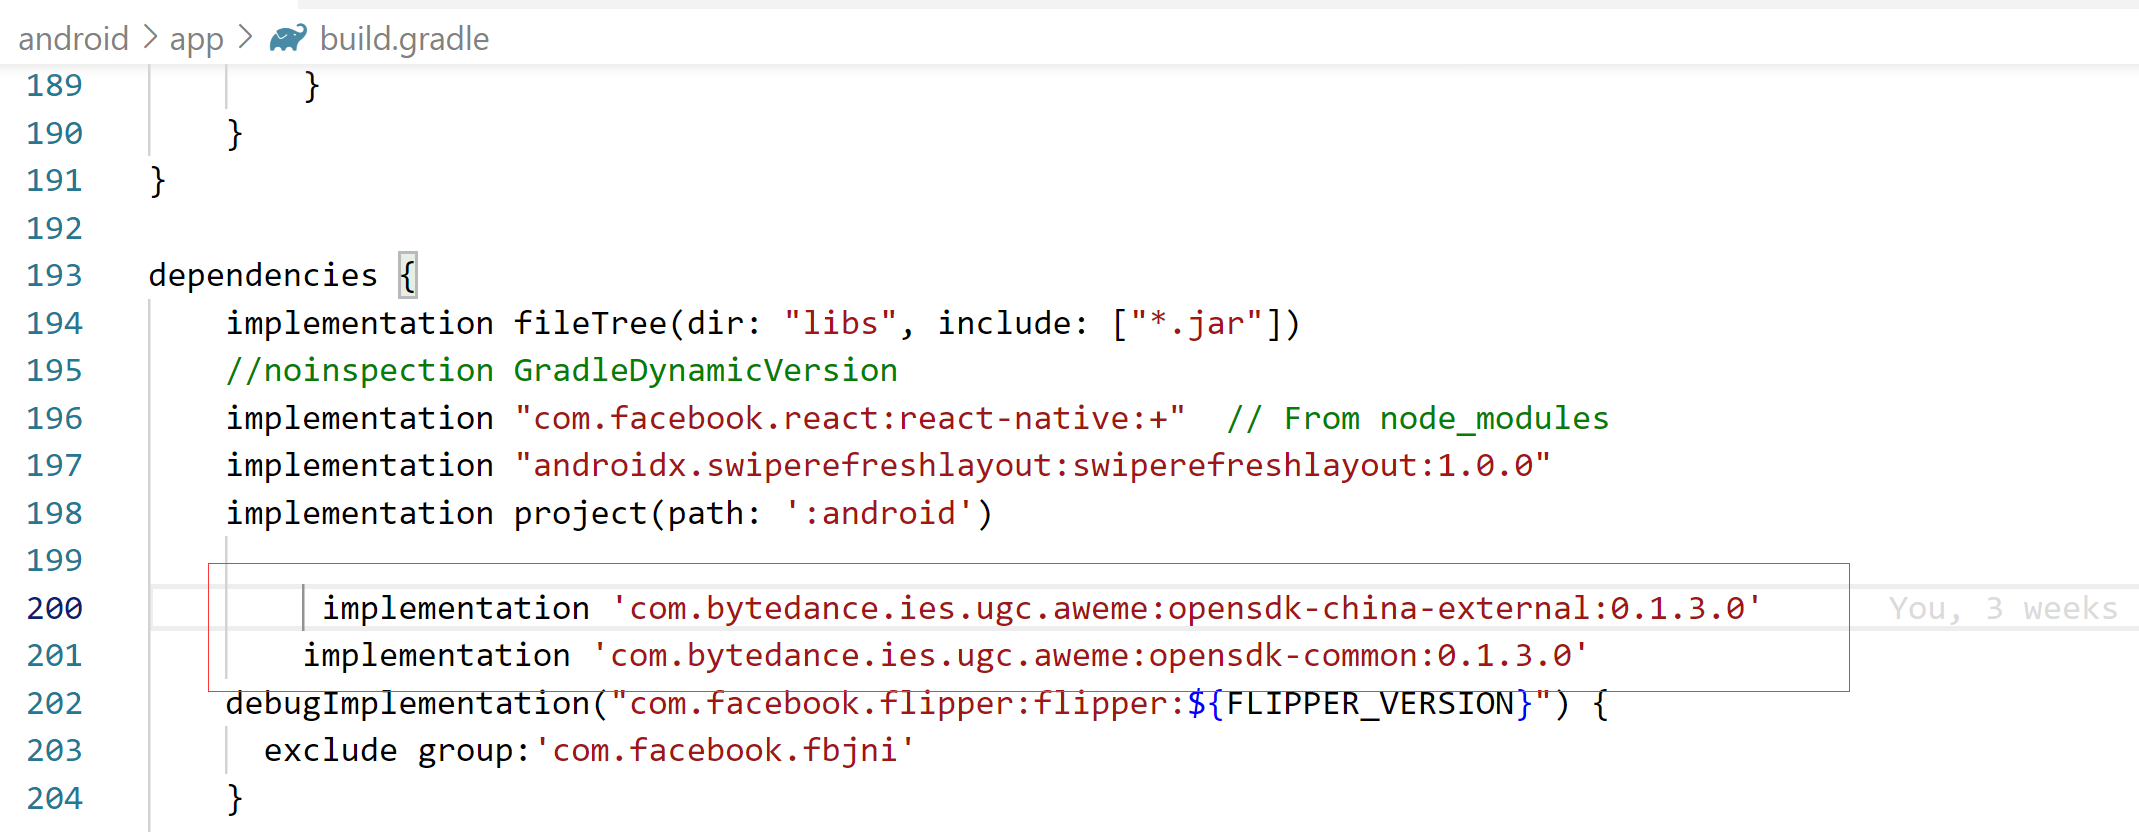 android > app > build.gradle
189 }
190 }
191 }
192
193 dependencies {
194 implementation fileTree(dir: "libs", include: ["*.jar"])
195 //noinspection GradleDynamicVersion
196 implementation "com.facebook.react:react-native:+"  // From node_modules
197 implementation "androidx.swiperefreshlayout:swiperefreshlayout:1.0.0"
198 implementation project(path: ':android')
199
200 implementation 'com.bytedance.ies.ugc.aweme:opensdk-china-external:0.1.3.0' You, 3 weeks
201 implementation 'com.bytedance.ies.ugc.aweme:opensdk-common:0.1.3.0'
202 debugImplementation("com.facebook.flipper:flipper:${FLIPPER_VERSION}") {
203 exclude group:'com.facebook.fbjni'
204 }